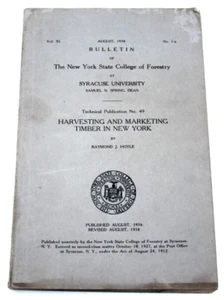 Vol. XI AUGUST, 1938 No. 3-a
BULLETIN
OF
The New York State College of Forestry
AT
SYRACUSE UNIVERSITY
SAMUEL N. SPRING, DEAN
Technical Publication No. 49
HARVESTING AND MARKETING
TIMBER IN NEW YORK
BY
RAYMOND J. HOYLE
PUBLISHED AUGUST, 1936
REVISED AUGUST, 1938
Published quarterly by the New York State College of Forestry at Syracuse,
N. Y. Entered as second-class matter October 18, 1927, at the Post Office
at Syracuse, N. Y., under the Act of August 24, 1912.